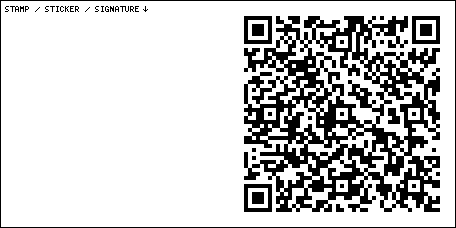 STAMP / STICKER / SIGNATURE ↓